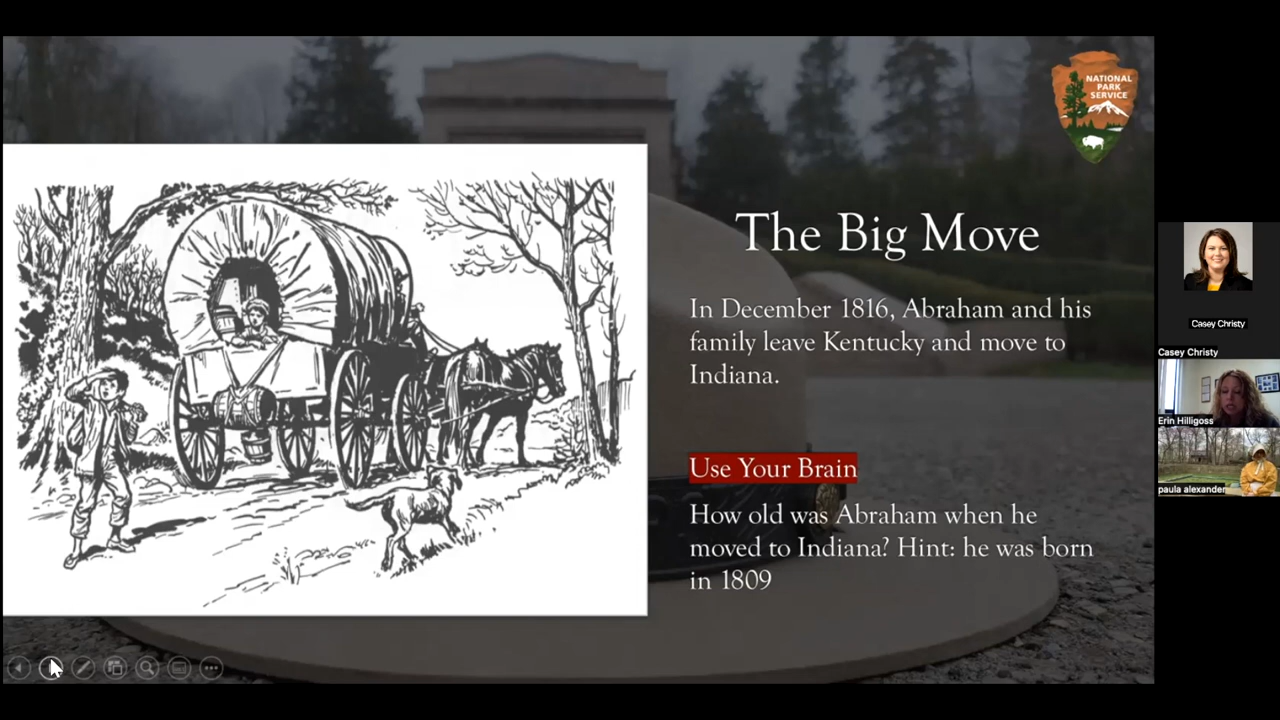 NATIONAL
PARK
SERVICE
The Big Move
In December 1816, Abraham and his
family leave Kentucky and move to
Indiana.
Use Your Brain
How old was Abraham when he
moved to Indiana? Hint: he was born
in 1809
Casey Christy
Casey Christy
Erin Hilligoss
paula alexander